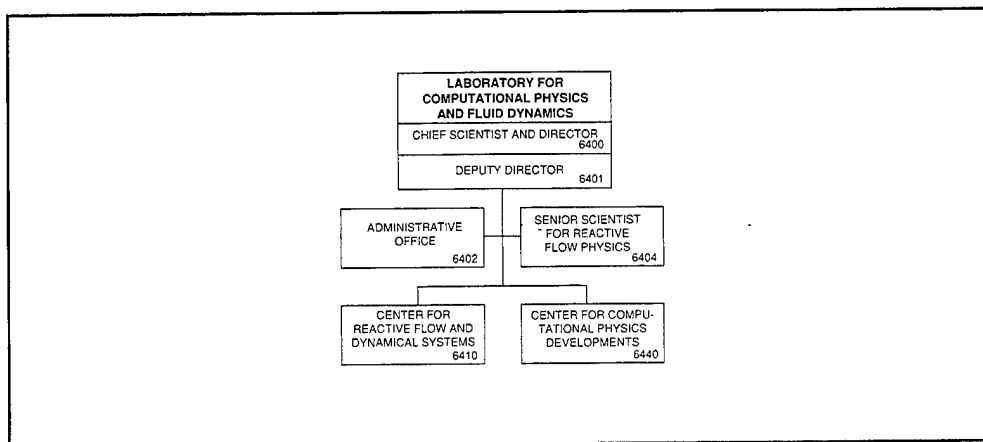 LABORATORY FOR
COMPUTATIONAL PHYSICS
AND FLUID DYNAMICS
CHIEF SCIENTIST AND DIRECTOR
6400
DEPUTY DIRECTOR
6401
ADMINISTRATIVE
OFFICE
6402
SENIOR SCIENTIST
FOR REACTIVE
FLOW PHYSICS
6404
CENTER FOR
REACTIVE FLOW AND
DYNAMICAL SYSTEMS
6410
CENTER FOR COMPU-
TATIONAL PHYSICS
DEVELOPMENTS
6440